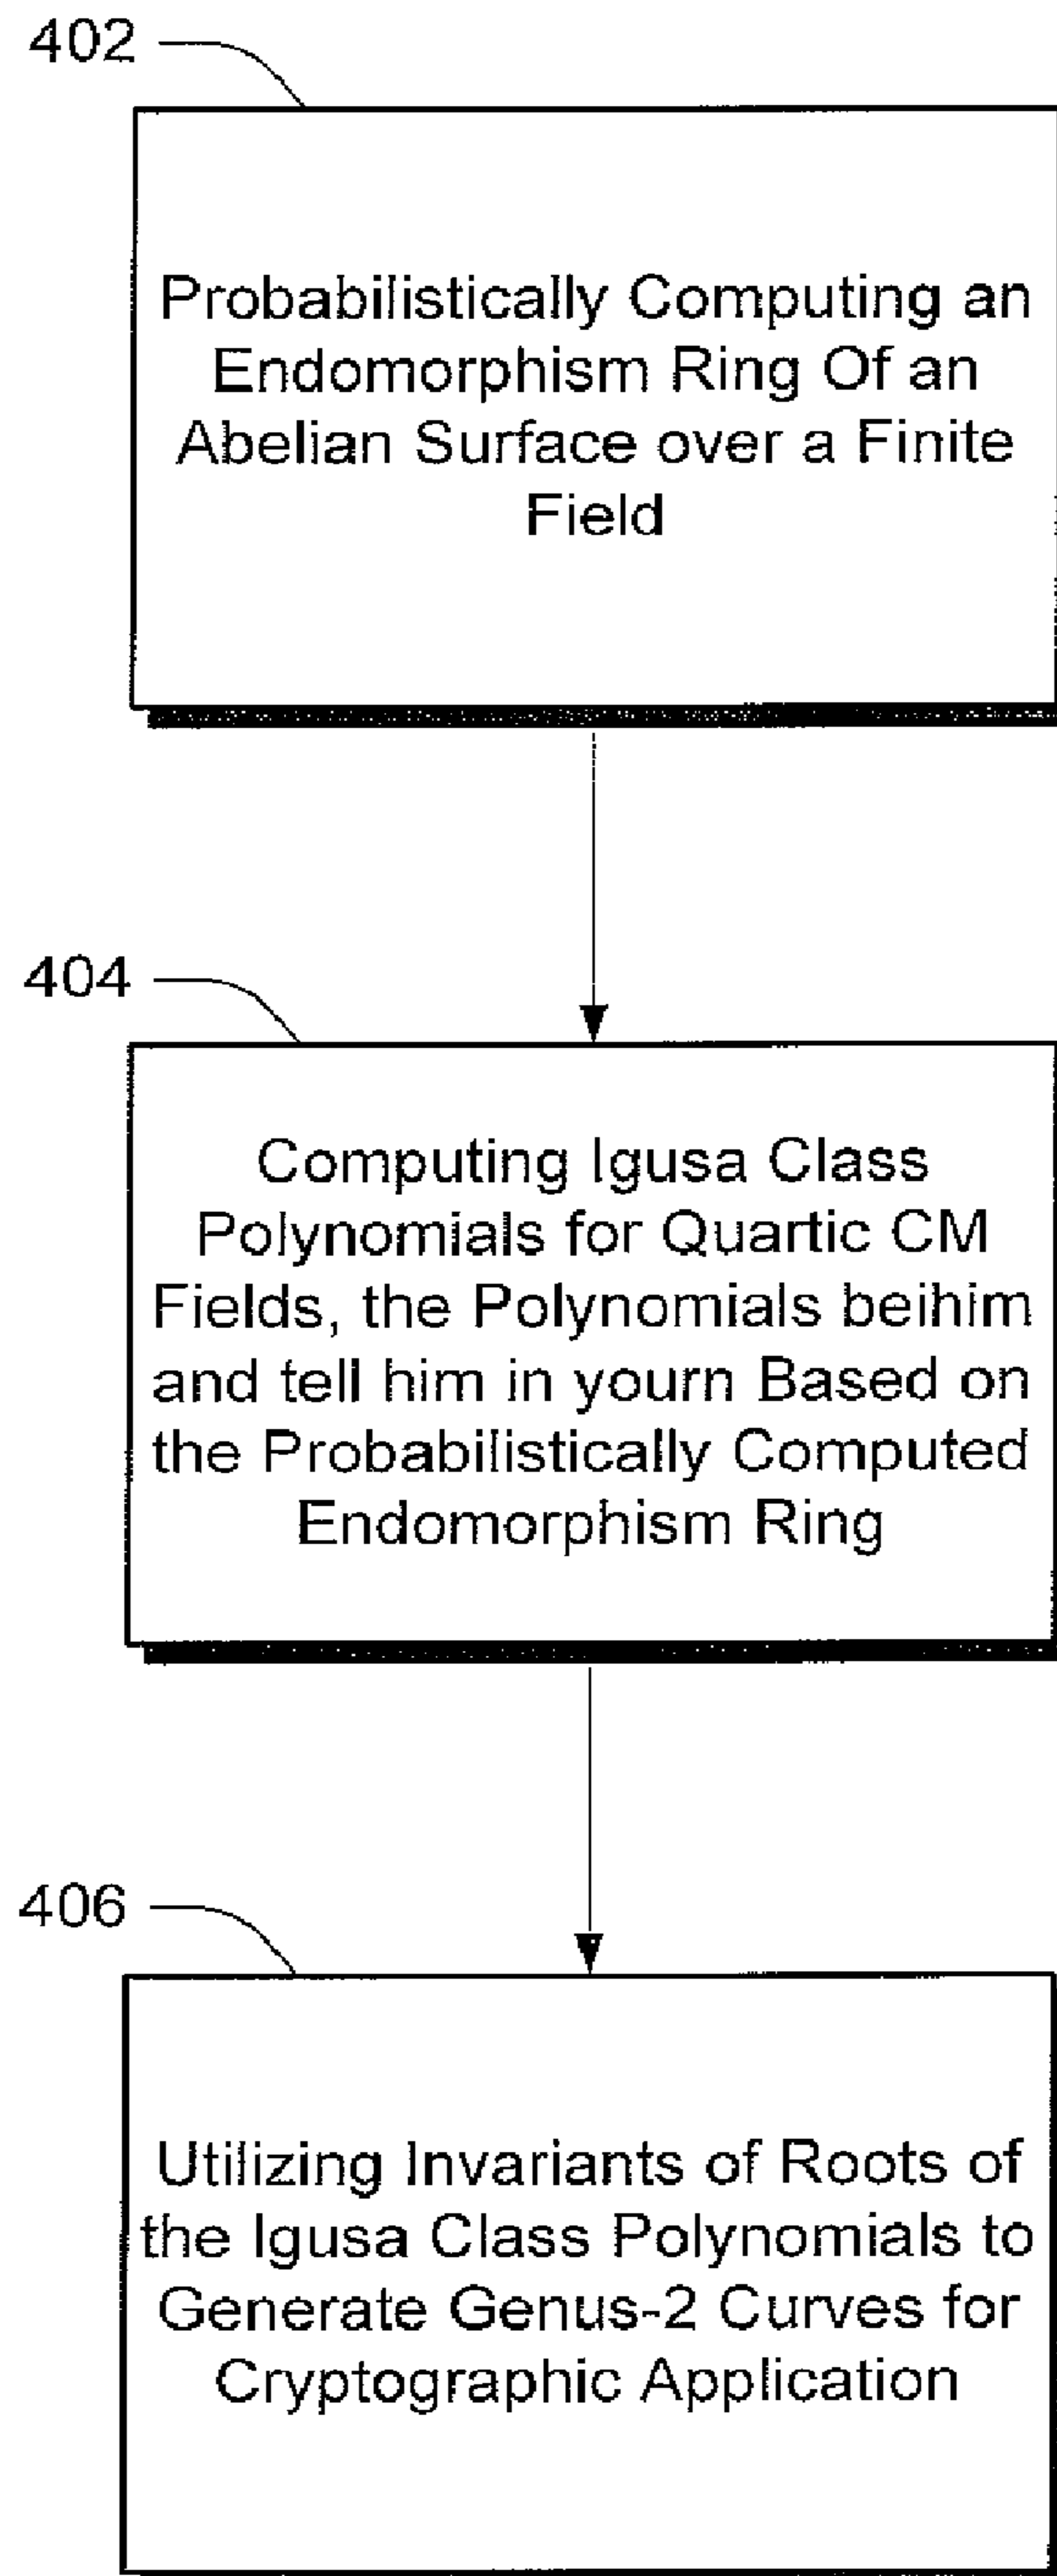 402
Probabilistically Computing an
Endomorphism Ring Of an
Abelian Surface over a Finite
Field
404
Computing Igusa Class
Polynomials for Quartic CM
Fields, the Polynomials beihim
and tell him in yourn Based on
the Probabilistically Computed
Endomorphism Ring
406
Utilizing Invariants of Roots of
the Igusa Class Polynomials to
Generate Genus-2 Curves for
Cryptographic Application